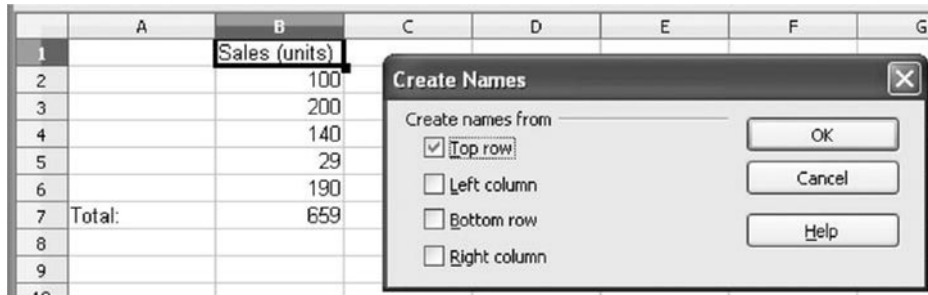 A B C D E F G
1 Sales (units)
2 100
3 200
4 140
5 29
6 190
7 Total: 659
8
9
Create Names
Create names from
Top row
Left column
Bottom row
Right column
OK
Cancel
Help